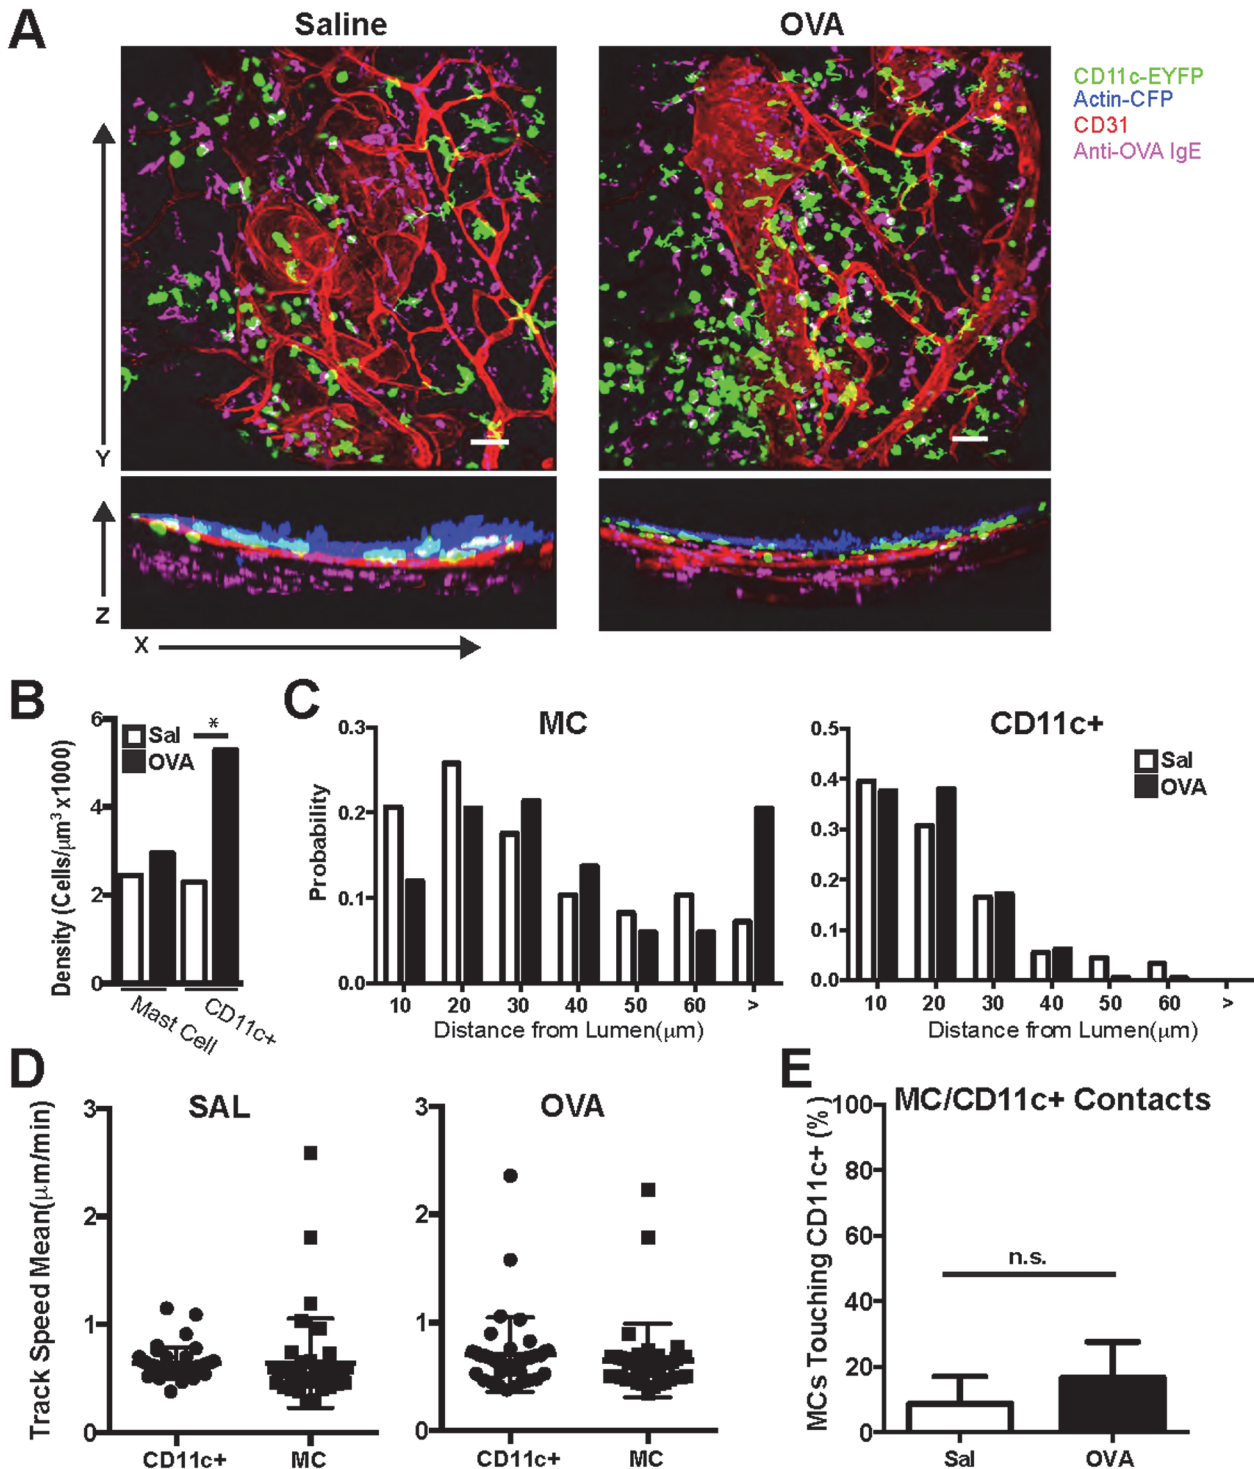 A
Saline
OVA
CD11c-EYFP
Actin-CFP
CD31
Anti-OVA IgE
Y
Z
X
B
6
4
2
0
Density (Cells/μm³ x1000)
Sal
OVA
*
Mast Cell
CD11c+
C
MC
0.3
0.2
0.1
0.0
Probability
10 20 30 40 50 60 >
Distance from Lumen(μm)
CD11c+
0.5
0.4
0.3
0.2
0.1
0.0
Sal
OVA
10 20 30 40 50 60 >
Distance from Lumen(μm)
D
SAL
3
2
1
0
Track Speed Mean(μm/min)
CD11c+ MC
OVA
3
2
1
0
CD11c+ MC
E
MC/CD11c+ Contacts
100
80
60
40
20
0
MCs Touching CD11c+ (%)
n.s.
Sal OVA